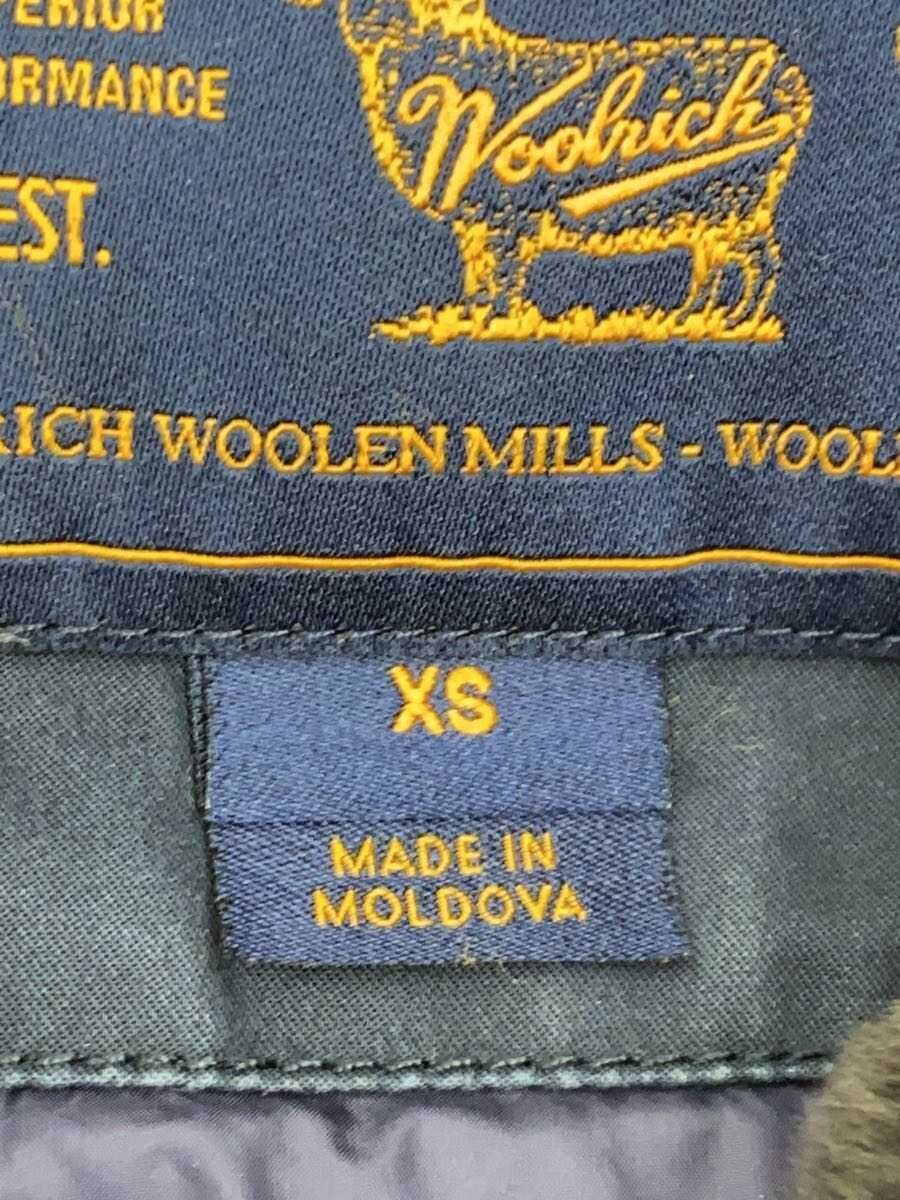 ERIOR
ORMANCE
Woolrich
EST.
RICH WOOLEN MILLS - WOOL
XS
MADE IN
MOLDOVA